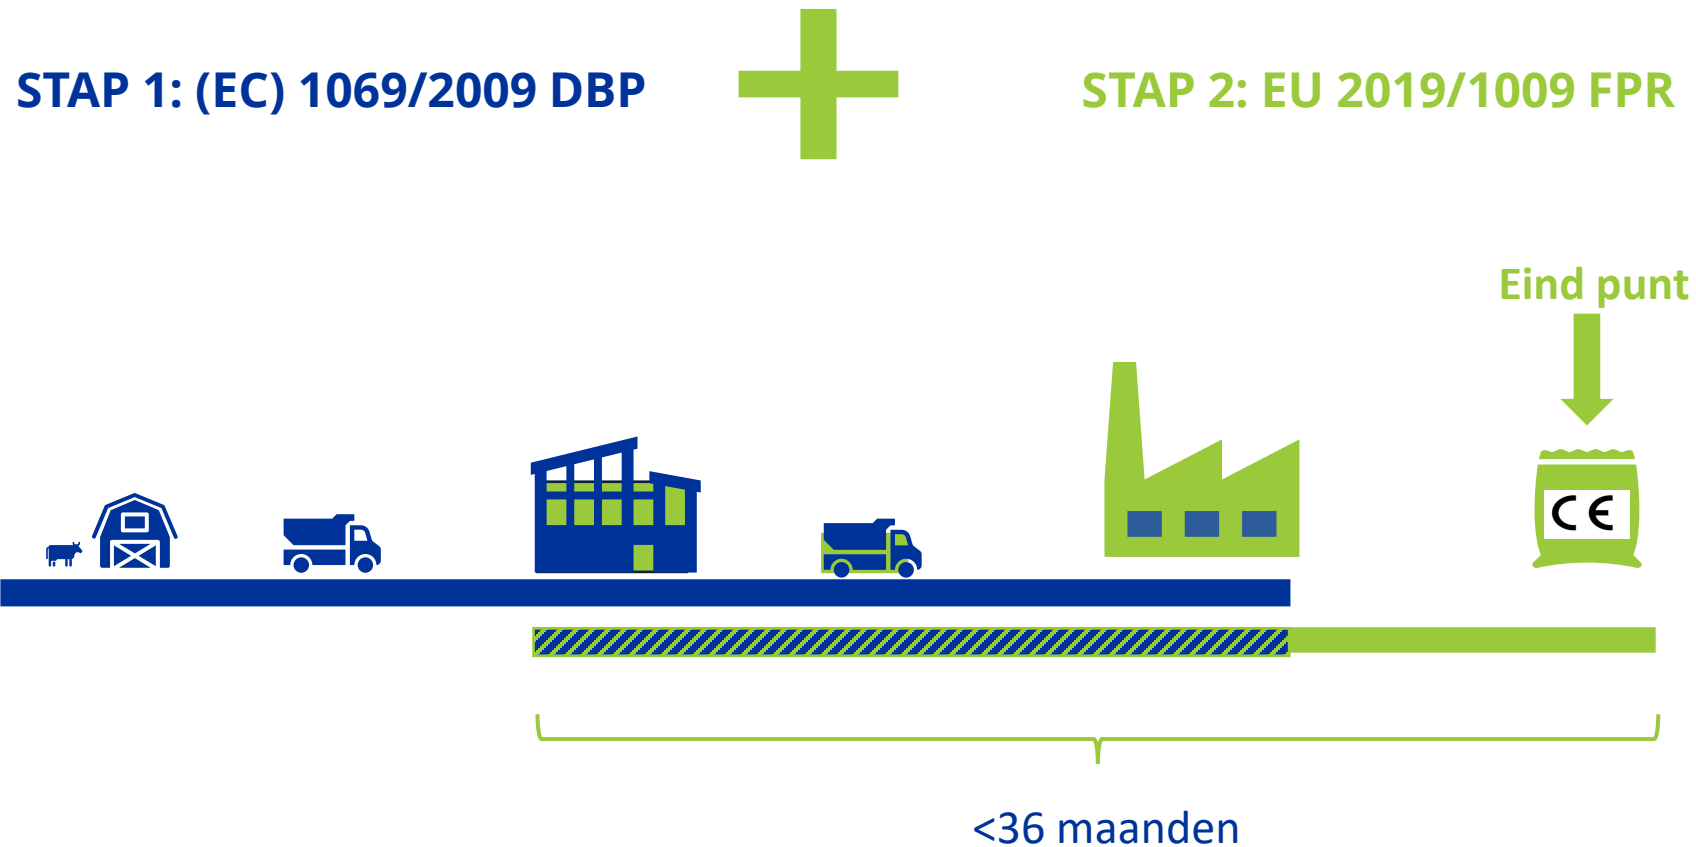 STAP 1: (EC) 1069/2009 DBP
STAP 2: EU 2019/1009 FPR
Eind punt
CE
<36 maanden